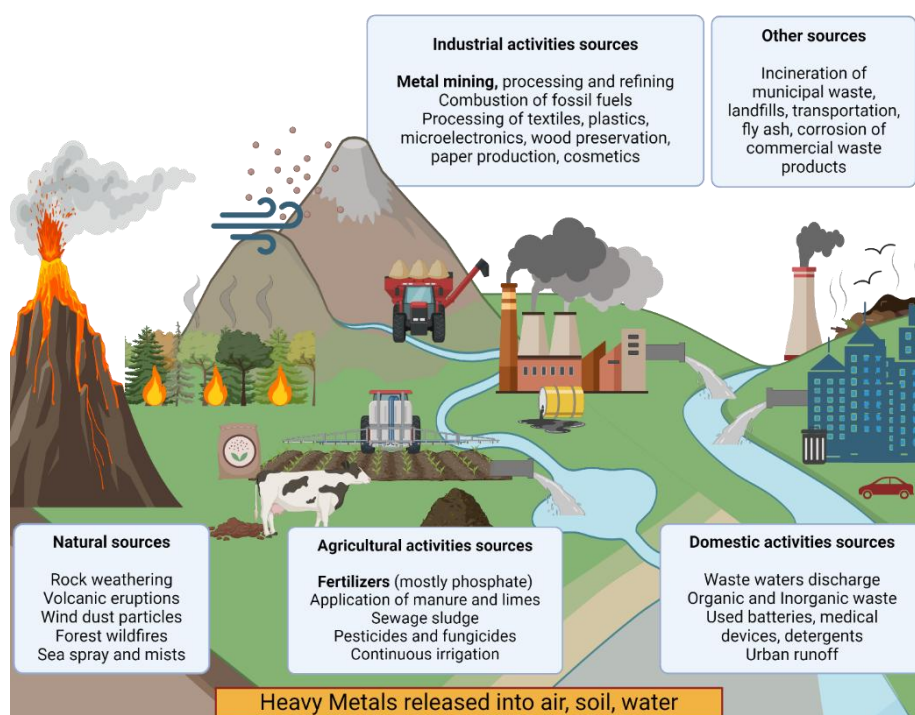 Industrial activities sources
Metal mining, processing and refining
Combustion of fossil fuels
Processing of textiles, plastics,
microelectronics, wood preservation,
paper production, cosmetics
Other sources
Incineration of
municipal waste,
landfills, transportation,
fly ash, corrosion of
commercial waste
products
Natural sources
Rock weathering
Volcanic eruptions
Wind dust particles
Forest wildfires
Sea spray and mists
Agricultural activities sources
Fertilizers (mostly phosphate)
Application of manure and limes
Sewage sludge
Pesticides and fungicides
Continuous irrigation
Domestic activities sources
Waste waters discharge
Organic and Inorganic waste
Used batteries, medical
devices, detergents
Urban runoff
Heavy Metals released into air, soil, water